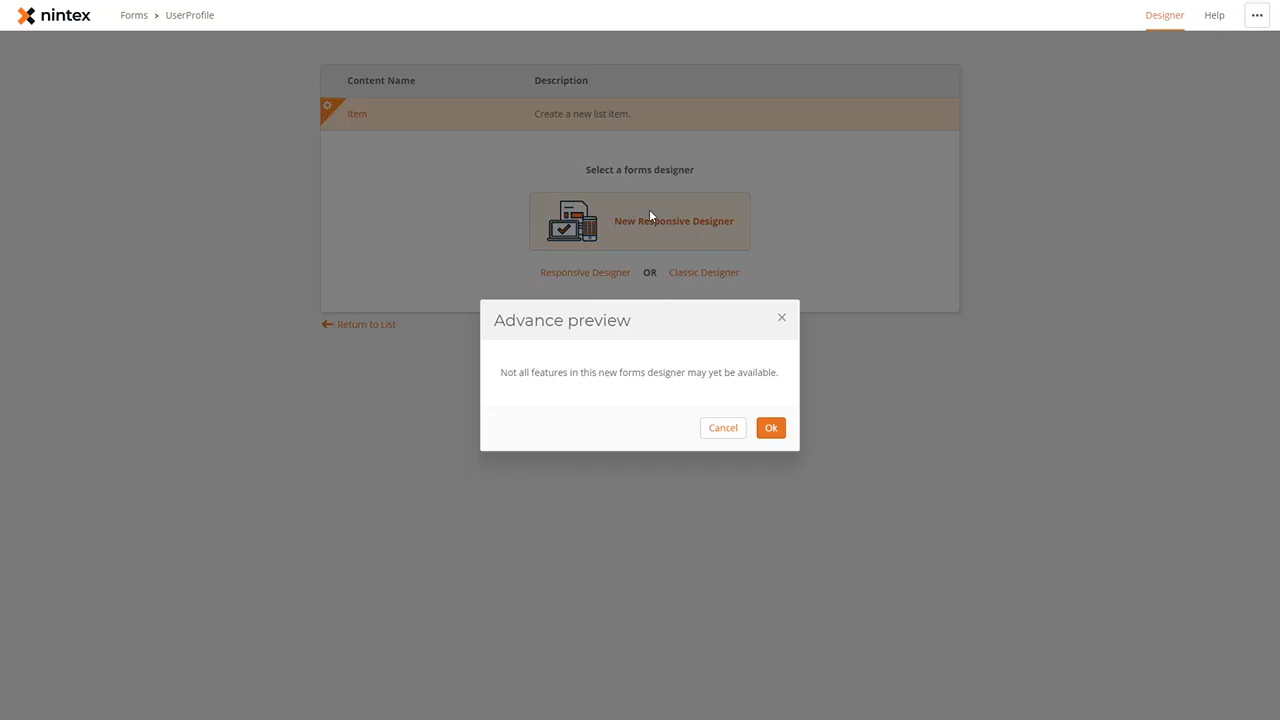 nintex Forms › UserProfile Designer Help
Content Name Description
Item Create a new list item.
Select a forms designer
New Responsive Designer
Responsive Designer OR Classic Designer
Return to List
Advance preview
Not all features in this new forms designer may yet be available.
Cancel Ok